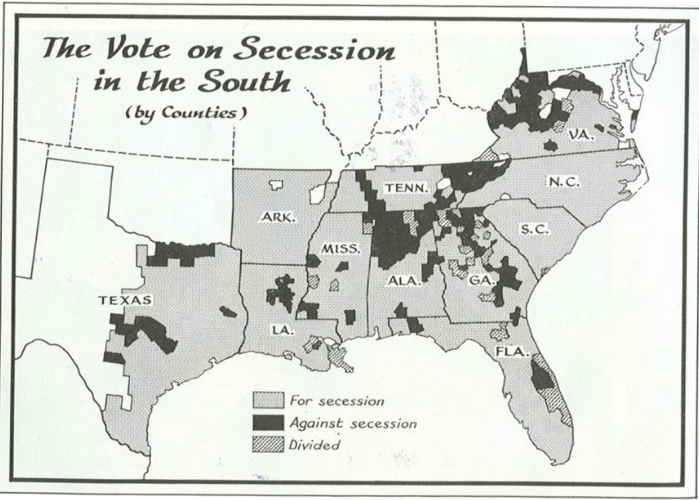 The Vote on Secession
in the South
(by Counties)
VA.
TENN.
N.C.
ARK.
S.C.
MISS.
ALA.
GA.
TEXAS
LA.
FLA.
For secession
Against secession
Divided